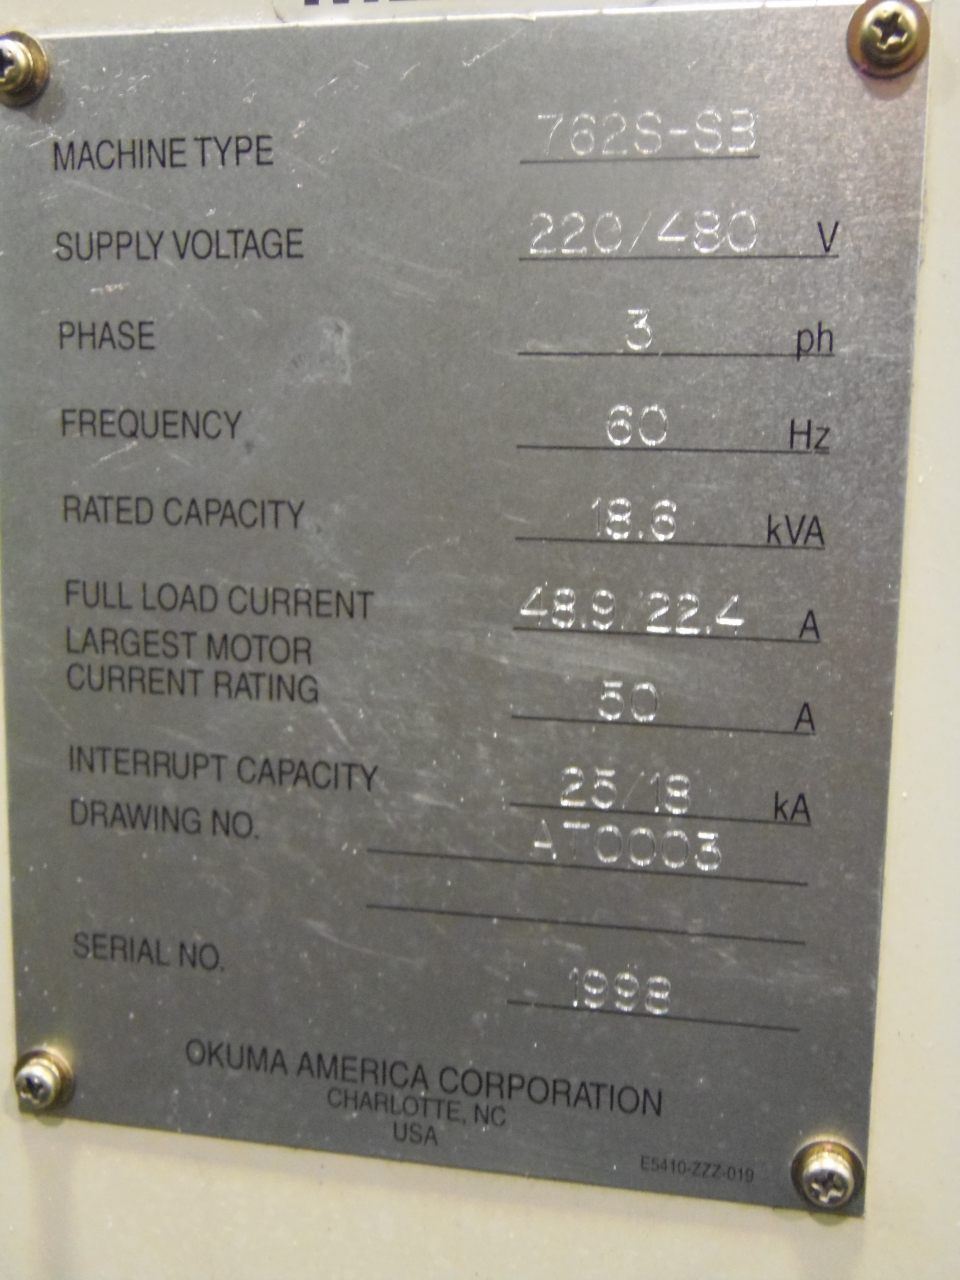 MACHINE TYPE 762S-SB
SUPPLY VOLTAGE 220/480 V
PHASE 3 ph
FREQUENCY 60 Hz
RATED CAPACITY 18.6 kVA
FULL LOAD CURRENT 48.9/22.4 A
LARGEST MOTOR
CURRENT RATING 50 A
INTERRUPT CAPACITY 25/18 kA
DRAWING NO. AT0003
SERIAL NO. 1998
OKUMA AMERICA CORPORATION
CHARLOTTE, NC
USA
E5410-ZZZ-019